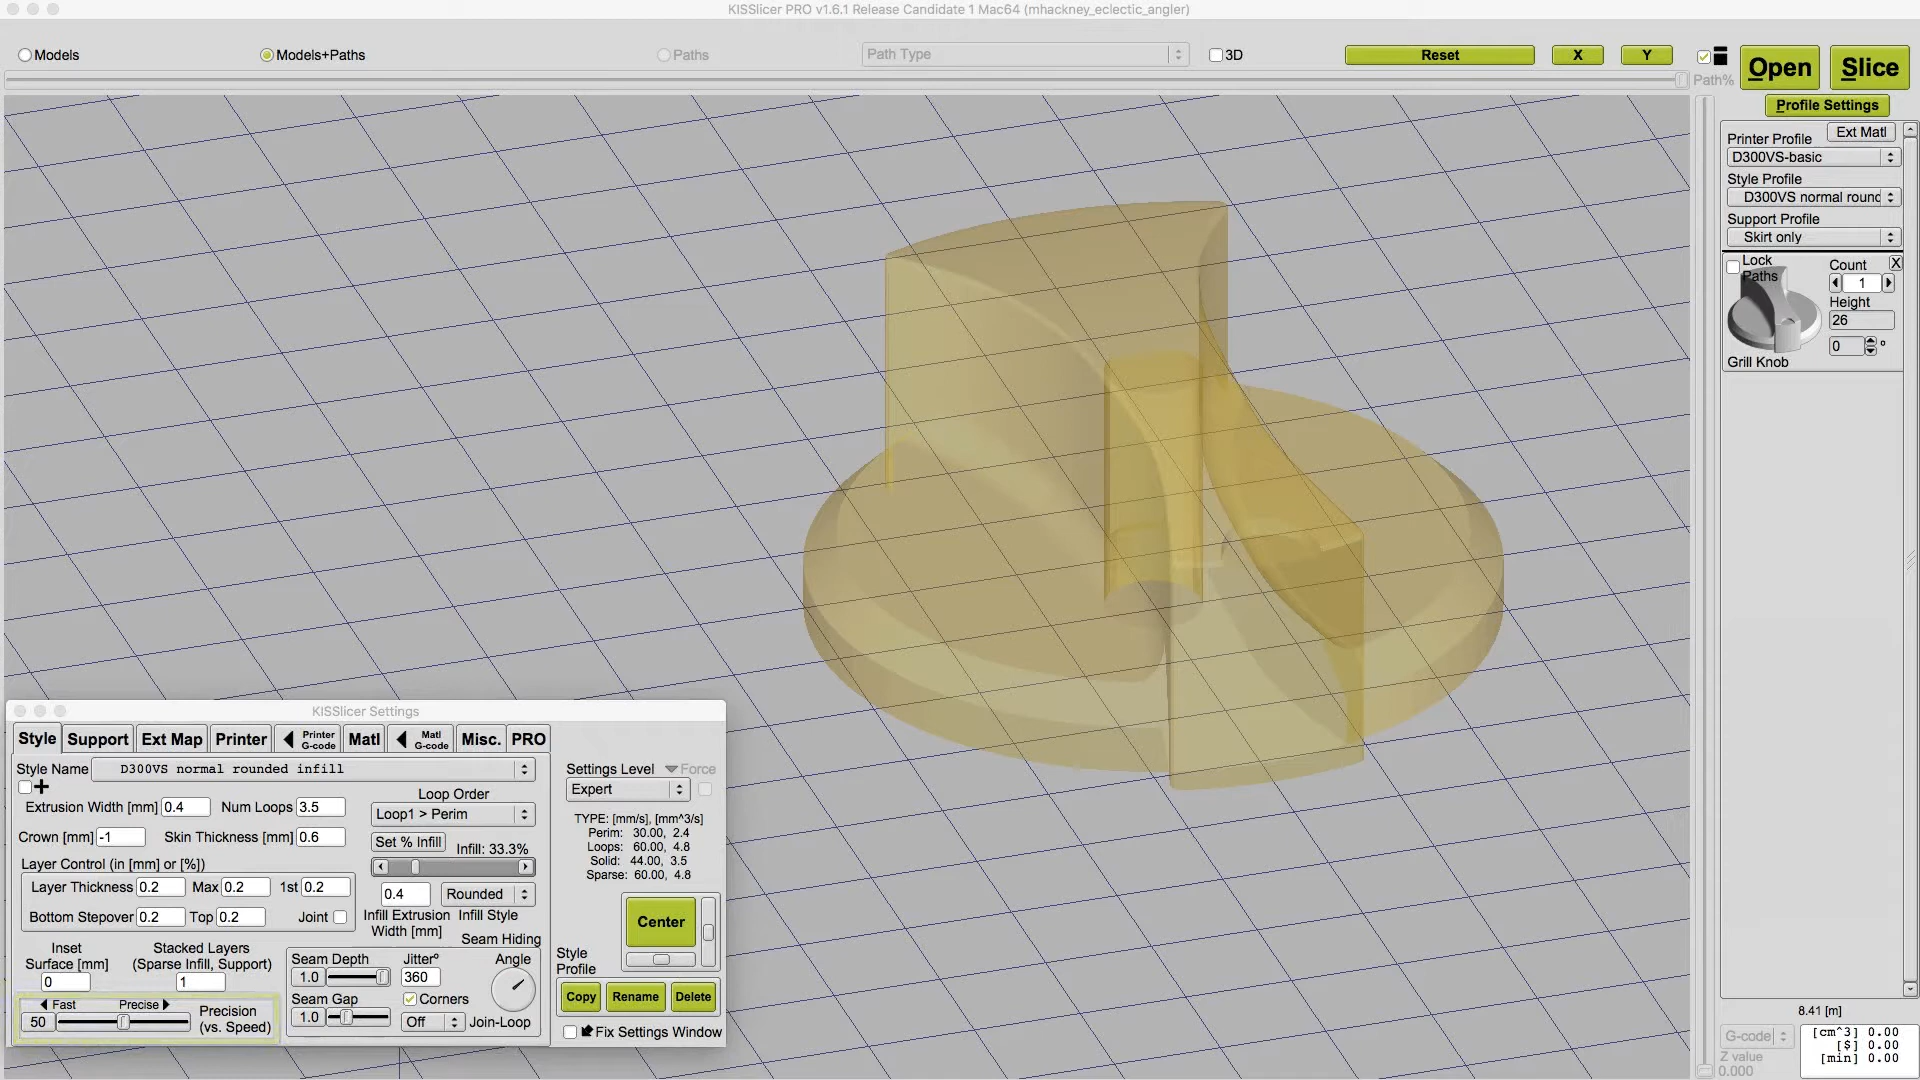 KISSlicer PRO v1.6.1 Release Candidate 1 Mac64 (mhackney_eclectic_angler)
Models
Models+Paths
Paths
Path Type
3D
Reset
X
Y
Path%
Open
Slice
Profile Settings
Printer Profile
Ext Matl
D300VS-basic
Style Profile
D300VS normal round
Support Profile
Skirt only
Lock
Paths
Count
X
1
Height
26
0 °
Grill Knob
KISSlicer Settings
Style
Support
Ext Map
Printer
Printer
G-code
Matl
Matl
G-code
Misc.
PRO
Style Name D300VS normal rounded infill
Extrusion Width [mm] 0.4 Num Loops 3.5
Crown [mm] -1 Skin Thickness [mm] 0.6
Layer Control (in [mm] or [%])
Layer Thickness 0.2 Max 0.2 1st 0.2
Bottom Stepover 0.2 Top 0.2 Joint
Inset
Surface [mm]
0
Stacked Layers
(Sparse Infill, Support)
1
Fast Precise
50
Precision
(vs. Speed)
Loop Order
Loop1 > Perim
Set % Infill
Infill: 33.3%
0.4 Rounded
Infill Extrusion
Width [mm]
Infill Style
Seam Hiding
Seam Depth
1.0
Jitter°
360
Angle
Seam Gap
1.0
Corners
Off
Join-Loop
Settings Level
Force
Expert
TYPE: [mm/s], [mm^3/s]
Perim: 30.00, 2.4
Loops: 60.00, 4.8
Solid: 44.00, 3.5
Sparse: 60.00, 4.8
Center
Style
Profile
Copy
Rename
Delete
Fix Settings Window
8.41 [m]
G-code
Z value
0.000
[cm^3] 0.00
[$] 0.00
[min] 0.00